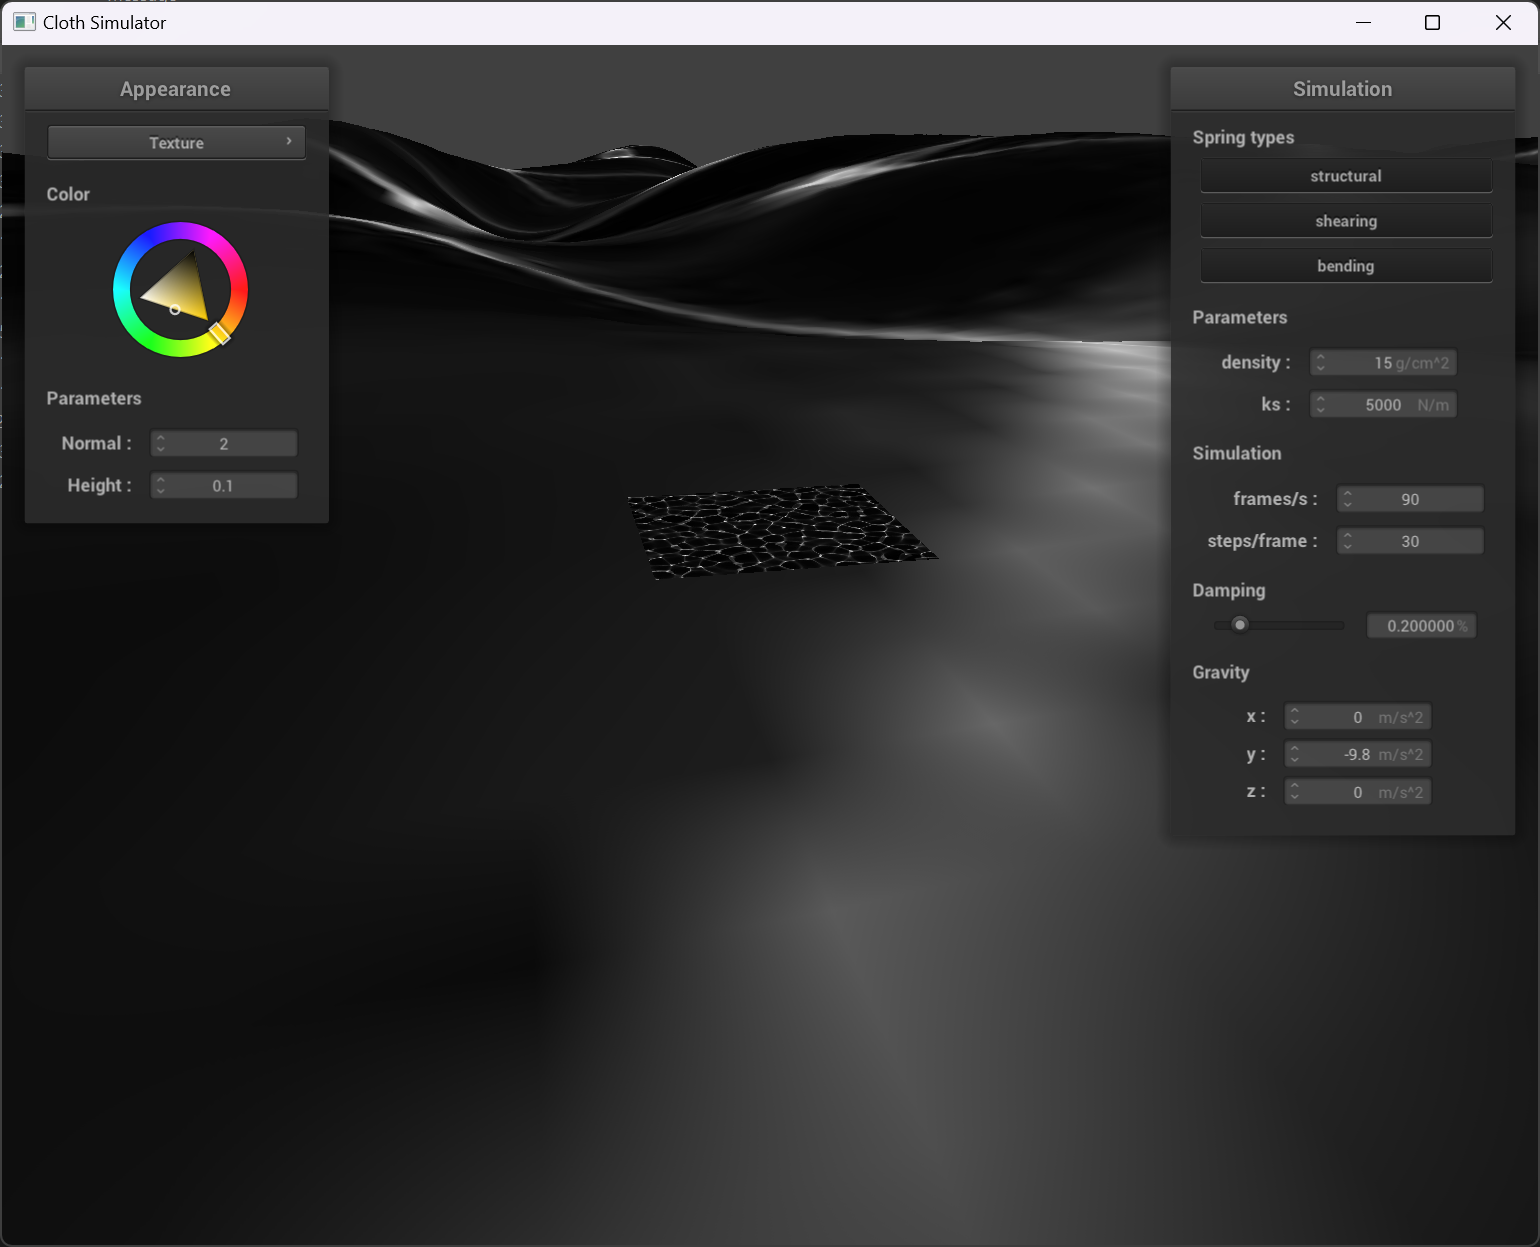 Cloth Simulator
Appearance
Texture
Color
Parameters
Normal : 2
Height : 0.1
Simulation
Spring types
structural
shearing
bending
Parameters
density : 15 g/cm^2
ks : 5000 N/m
Simulation
frames/s : 90
steps/frame : 30
Damping
0.200000 %
Gravity
x : 0 m/s^2
y : -9.8 m/s^2
z : 0 m/s^2